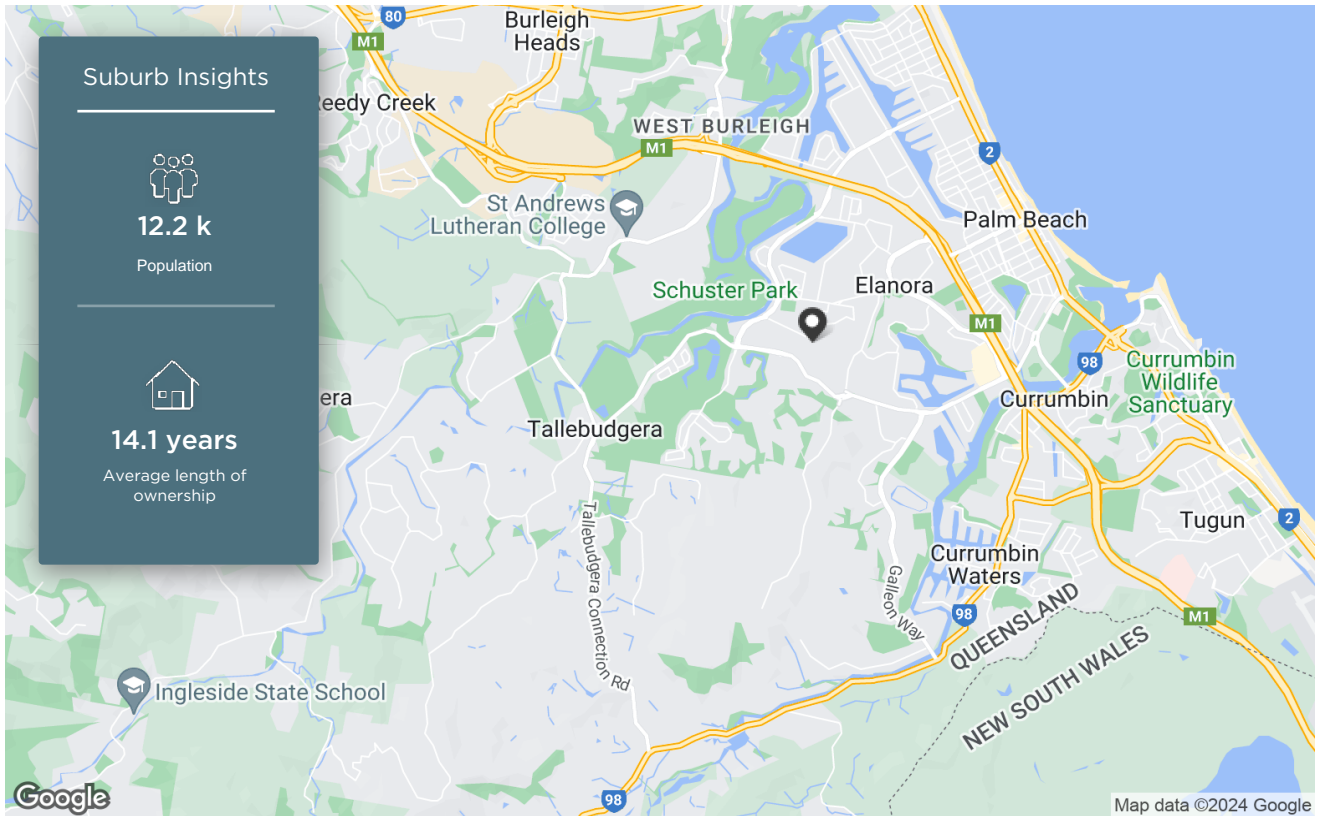 80
Burleigh
Heads
M1
Suburb Insights
Reedy Creek
WEST BURLEIGH
M1
2
12.2 k
Population
St Andrews
Lutheran College
Palm Beach
Schuster Park
Elanora
M1
98
Currumbin
Wildlife
Sanctuary
era
Currumbin
Tallebudgera
14.1 years
Average length of
ownership
Tallebudgera Connection Rd
Tugun
2
Currumbin
Waters
Galleon Way
98
QUEENSLAND
NEW SOUTH WALES
M1
Ingleside State School
98
Google
Map data ©2024 Google